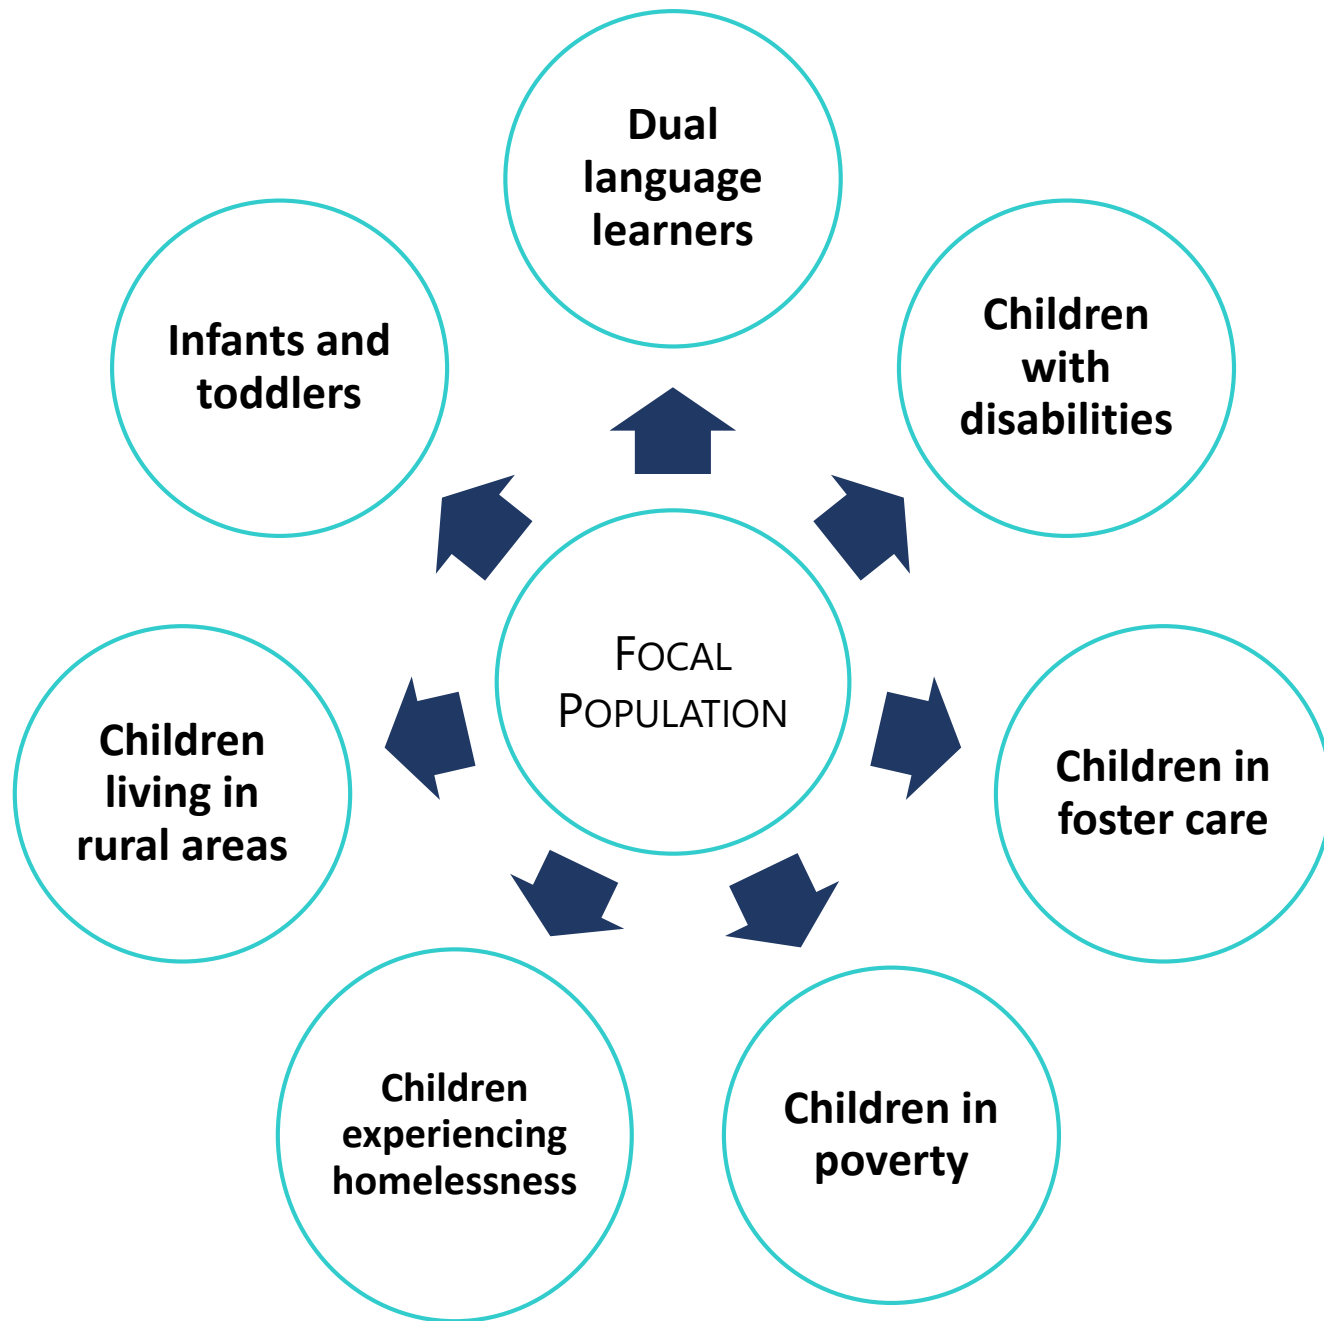 Dual
language
learners
Children
with
disabilities
Children in
foster care
Children in
poverty
Children
experiencing
homelessness
Children
living in
rural areas
Infants and
toddlers
FOCAL
POPULATION